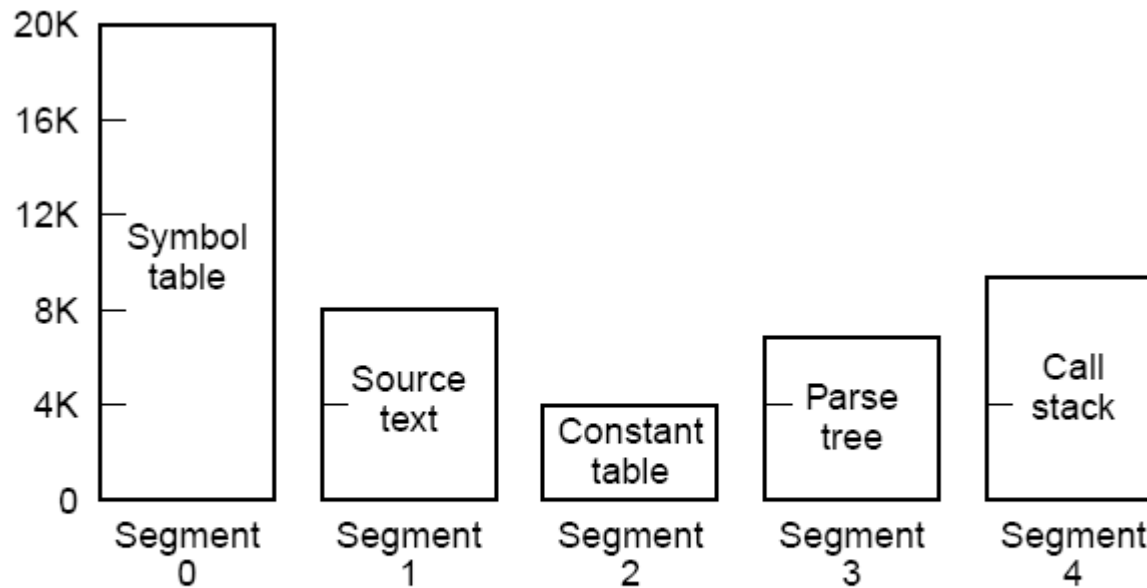 20K
16K
12K
8K
4K
0
Symbol
table
Source
text
Constant
table
Parse
tree
Call
stack
Segment
0
Segment
1
Segment
2
Segment
3
Segment
4